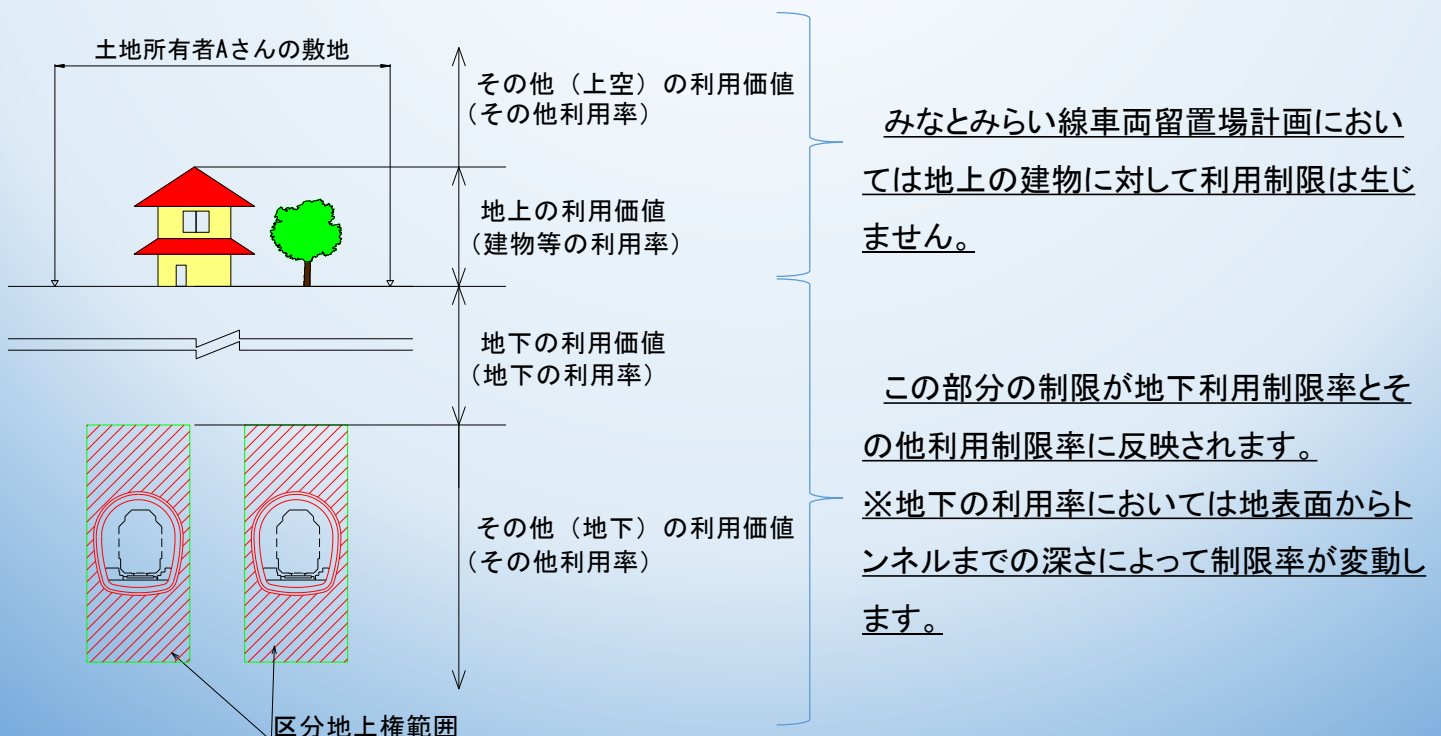 土地所有者Aさんの敷地
その他（上空）の利用価値
(その他利用率)
地上の利用価値
(建物等の利用率)
地下の利用価値
(地下の利用率)
その他（地下）の利用価値
(その他利用率)
区分地上権範囲
みなとみらい線車両留置場計画におい
ては地上の建物に対して利用制限は生じ
ません。
この部分の制限が地下利用制限率とそ
の他利用制限率に反映されます。
※地下の利用率においては地表面からト
ンネルまでの深さによって制限率が変動し
ます。